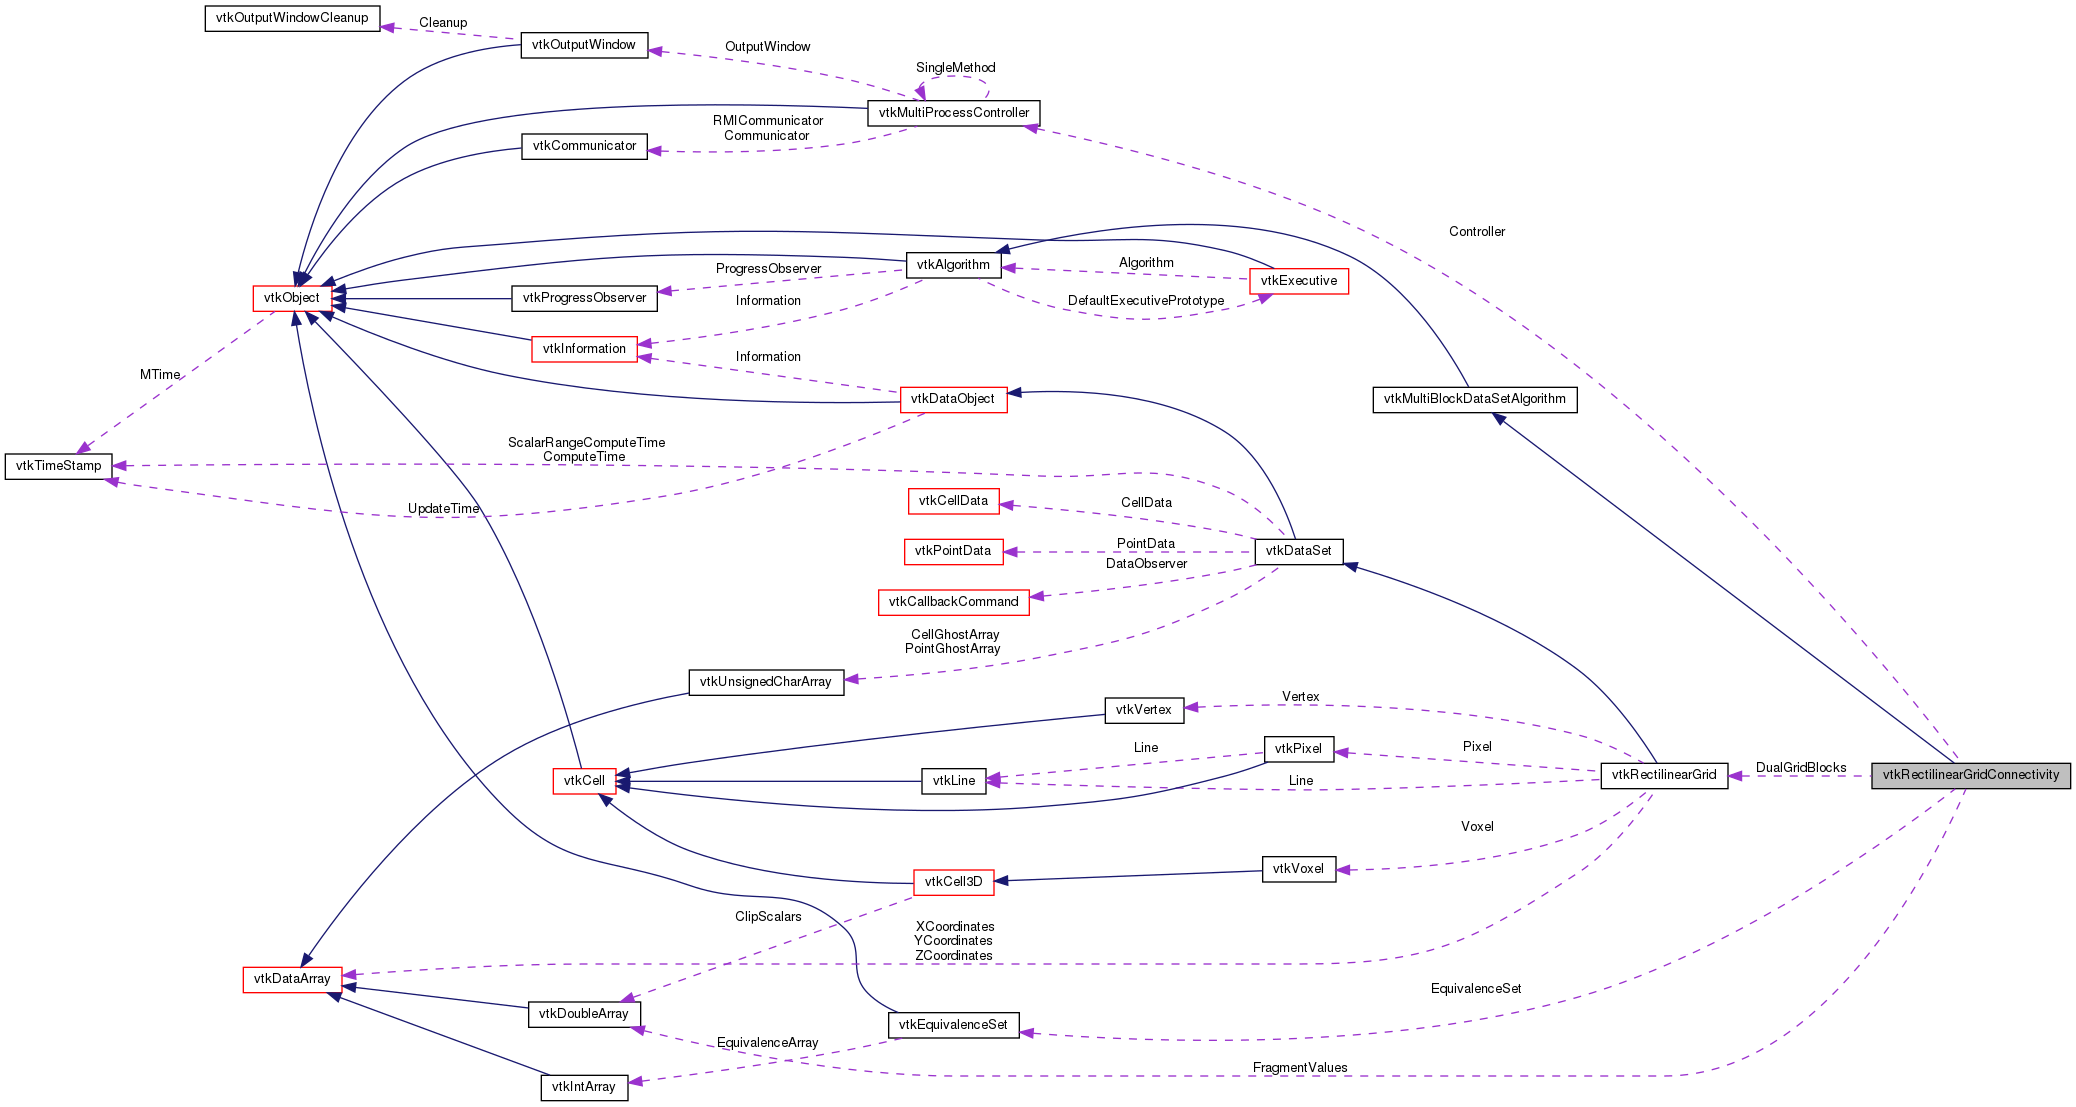 vtkOutputWindowCleanup
Cleanup
vtkOutputWindow
OutputWindow
SingleMethod
vtkMultiProcessController
RMICommunicator
Communicator
vtkCommunicator
Controller
vtkAlgorithm
Algorithm
ProgressObserver
vtkExecutive
vtkObject
vtkProgressObserver
Information
DefaultExecutivePrototype
vtkInformation
Information
MTime
vtkDataObject
vtkMultiBlockDataSetAlgorithm
ScalarRangeComputeTime
ComputeTime
vtkTimeStamp
UpdateTime
vtkCellData
CellData
vtkPointData
PointData
vtkDataSet
DataObserver
vtkCallbackCommand
CellGhostArray
PointGhostArray
vtkUnsignedCharArray
Vertex
vtkVertex
Line
vtkPixel
Pixel
vtkCell
vtkLine
Line
vtkRectilinearGrid
DualGridBlocks
vtkRectilinearGridConnectivity
Voxel
vtkVoxel
vtkCell3D
ClipScalars
XCoordinates
YCoordinates
ZCoordinates
vtkDataArray
EquivalenceSet
vtkDoubleArray
vtkEquivalenceSet
EquivalenceArray
FragmentValues
vtkIntArray